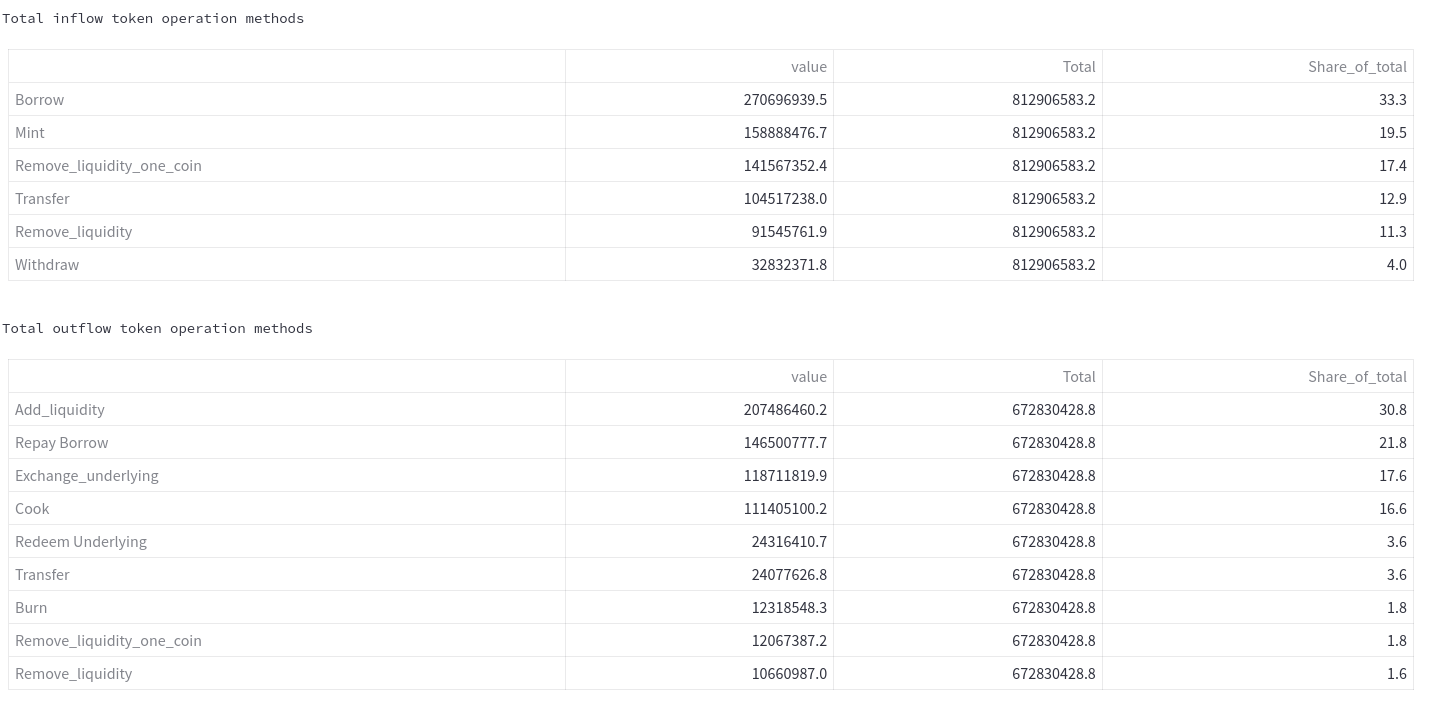 Total inflow token operation methods
value Total Share_of_total
Borrow 270696939.5 812906583.2 33.3
Mint 158888476.7 812906583.2 19.5
Remove_liquidity_one_coin 141567352.4 812906583.2 17.4
Transfer 104517238.0 812906583.2 12.9
Remove_liquidity 91545761.9 812906583.2 11.3
Withdraw 32832371.8 812906583.2 4.0
Total outflow token operation methods
value Total Share_of_total
Add_liquidity 207486460.2 672830428.8 30.8
Repay Borrow 146500777.7 672830428.8 21.8
Exchange_underlying 118711819.9 672830428.8 17.6
Cook 111405100.2 672830428.8 16.6
Redeem Underlying 24316410.7 672830428.8 3.6
Transfer 24077626.8 672830428.8 3.6
Burn 12318548.3 672830428.8 1.8
Remove_liquidity_one_coin 12067387.2 672830428.8 1.8
Remove_liquidity 10660987.0 672830428.8 1.6